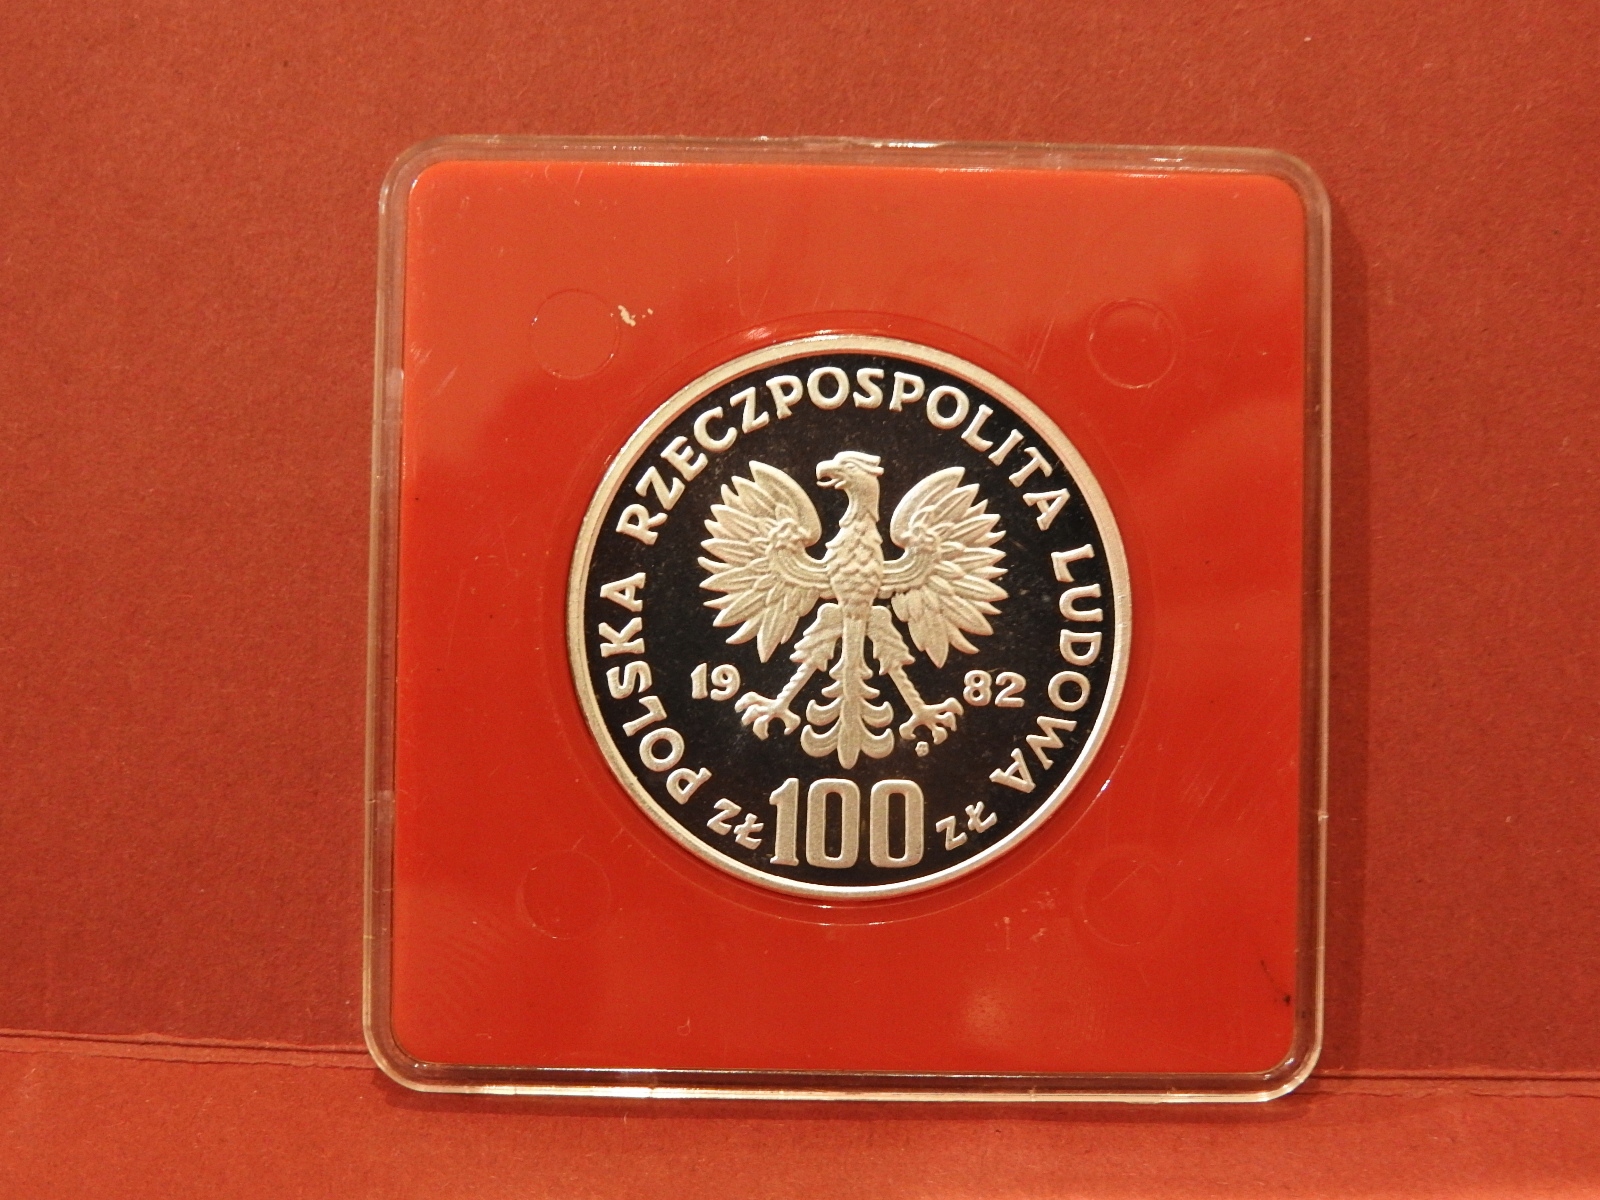 POLSKA RZECZPOSPOLITA LUDOWA
19 82
ZŁ 100 ZŁ